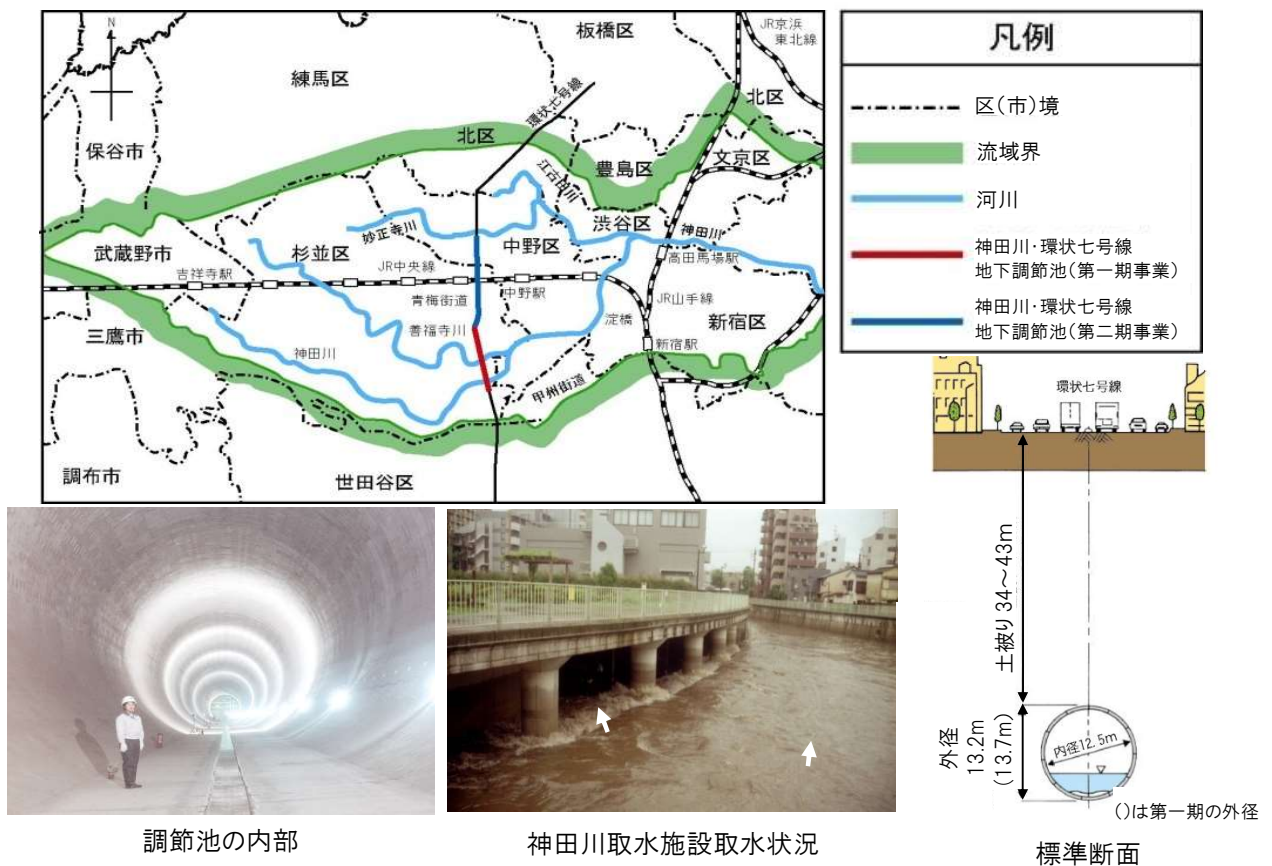 N
板橋区
JR京浜
東北線
練馬区
環状七号線
北区
北区
保谷市
豊島区
文京区
江古田川
渋谷区
妙正寺川
神田川
武蔵野市
杉並区
中野区
高田馬場駅
吉祥寺駅
JR中央線
青梅街道
中野駅
JR山手線
三鷹市
善福寺川
淀橋
新宿区
神田川
新宿駅
甲州街道
調布市
世田谷区
凡例
区(市)境
流域界
河川
神田川・環状七号線
地下調節池(第一期事業)
神田川・環状七号線
地下調節池(第二期事業)
環状七号線
土被り34~43m
外径
13.2m
(13.7m)
内径12.5m
()は第一期の外径
調節池の内部
神田川取水施設取水状況
標準断面